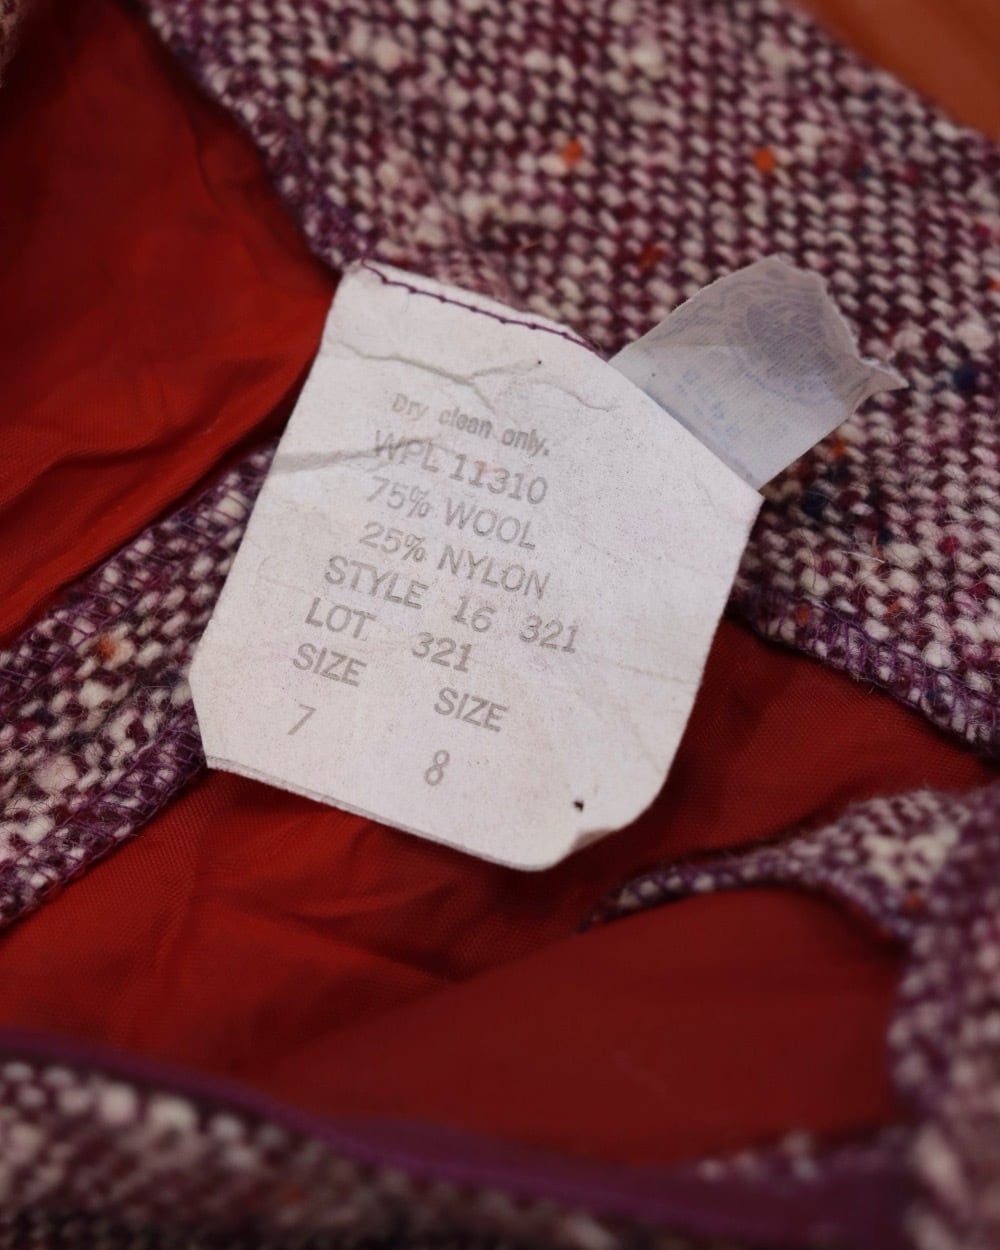 Dry clean only.
WPL 11310
75% WOOL
25% NYLON
STYLE 16 321
LOT 321
SIZE SIZE
7 8